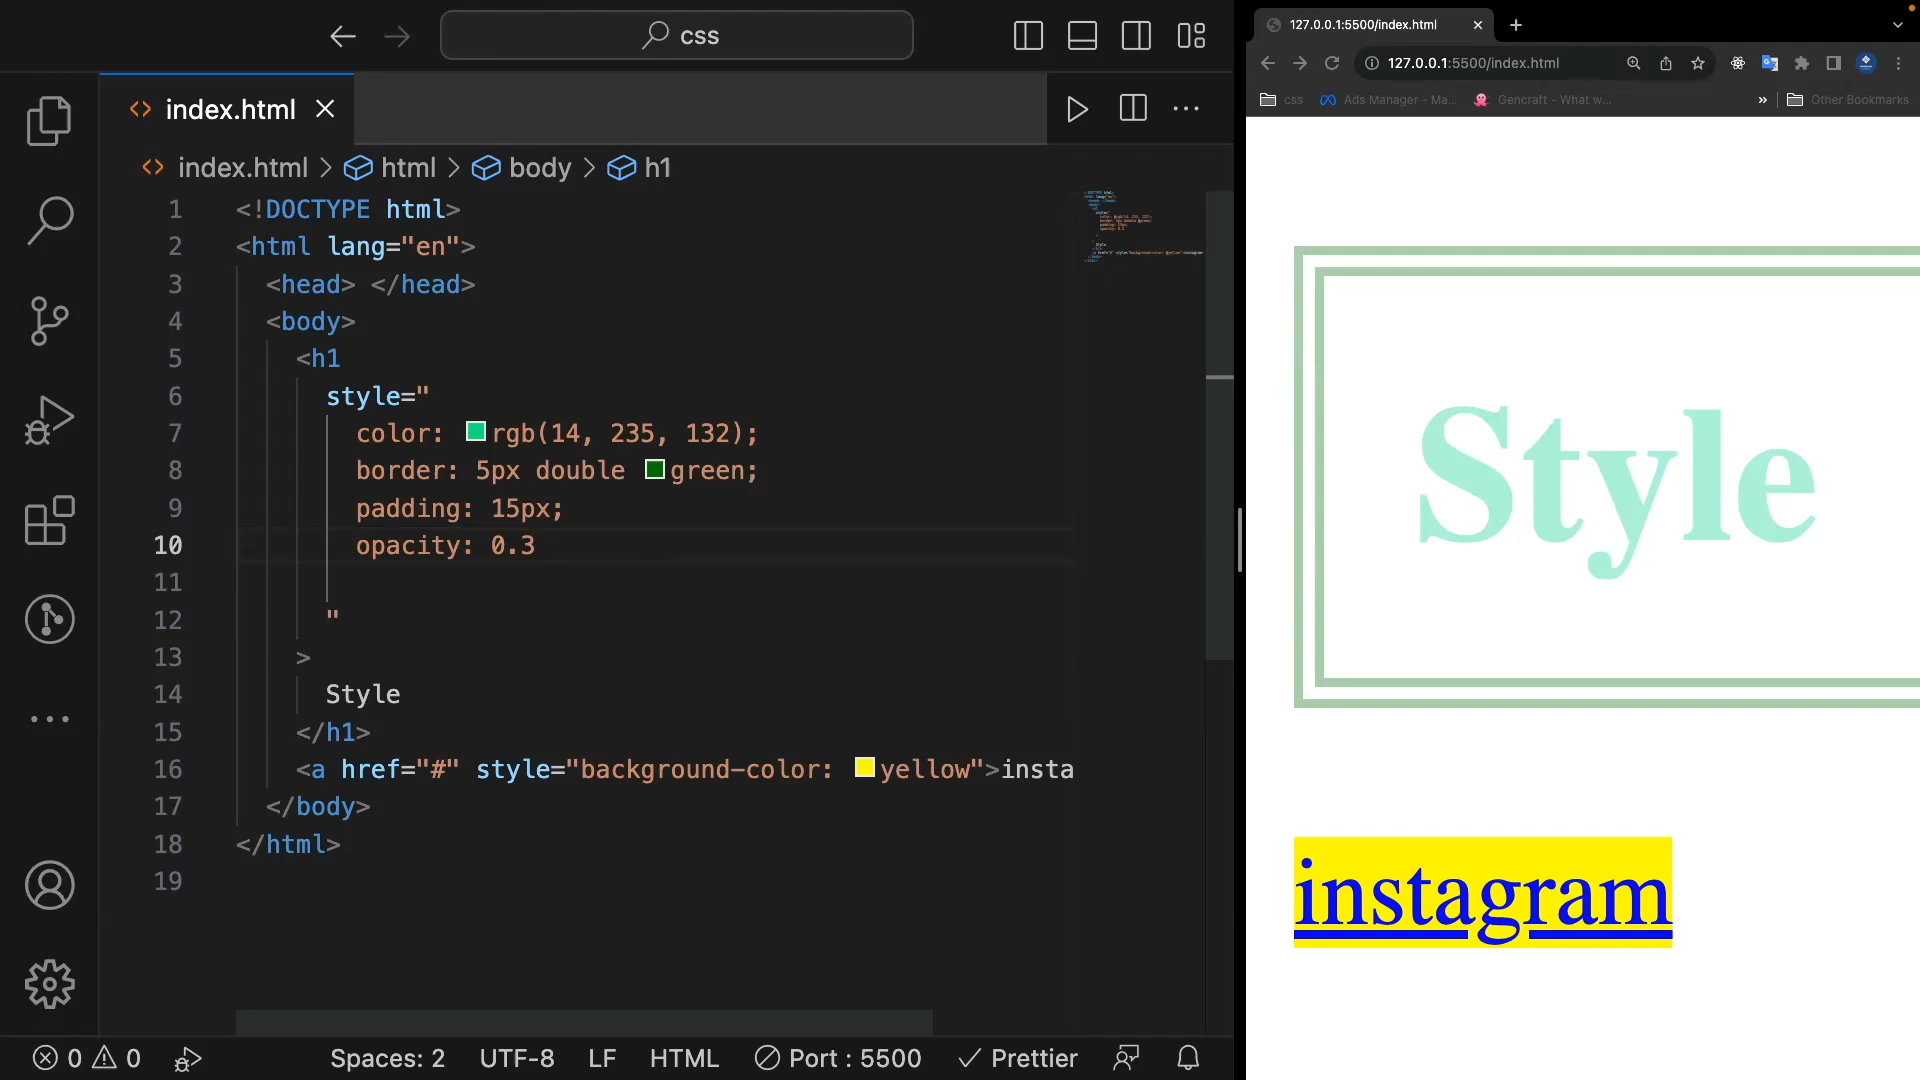 css
index.html
index.html > html > body > h1
1 <!DOCTYPE html>
2 <html lang="en">
3 <head> </head>
4 <body>
5 <h1
6 style="
7 color: rgb(14, 235, 132);
8 border: 5px double green;
9 padding: 15px;
10 opacity: 0.3
11
12 "
13 >
14 Style
15 </h1>
16 <a href="#" style="background-color: yellow">insta
17 </body>
18 </html>
19
0 0
Spaces: 2
UTF-8
LF
HTML
Port : 5500
Prettier
127.0.0.1:5500/index.html
127.0.0.1:5500/index.html
css
Ads Manager - Ma...
Gencraft - What w...
»
Other Bookmarks
Style
instagram